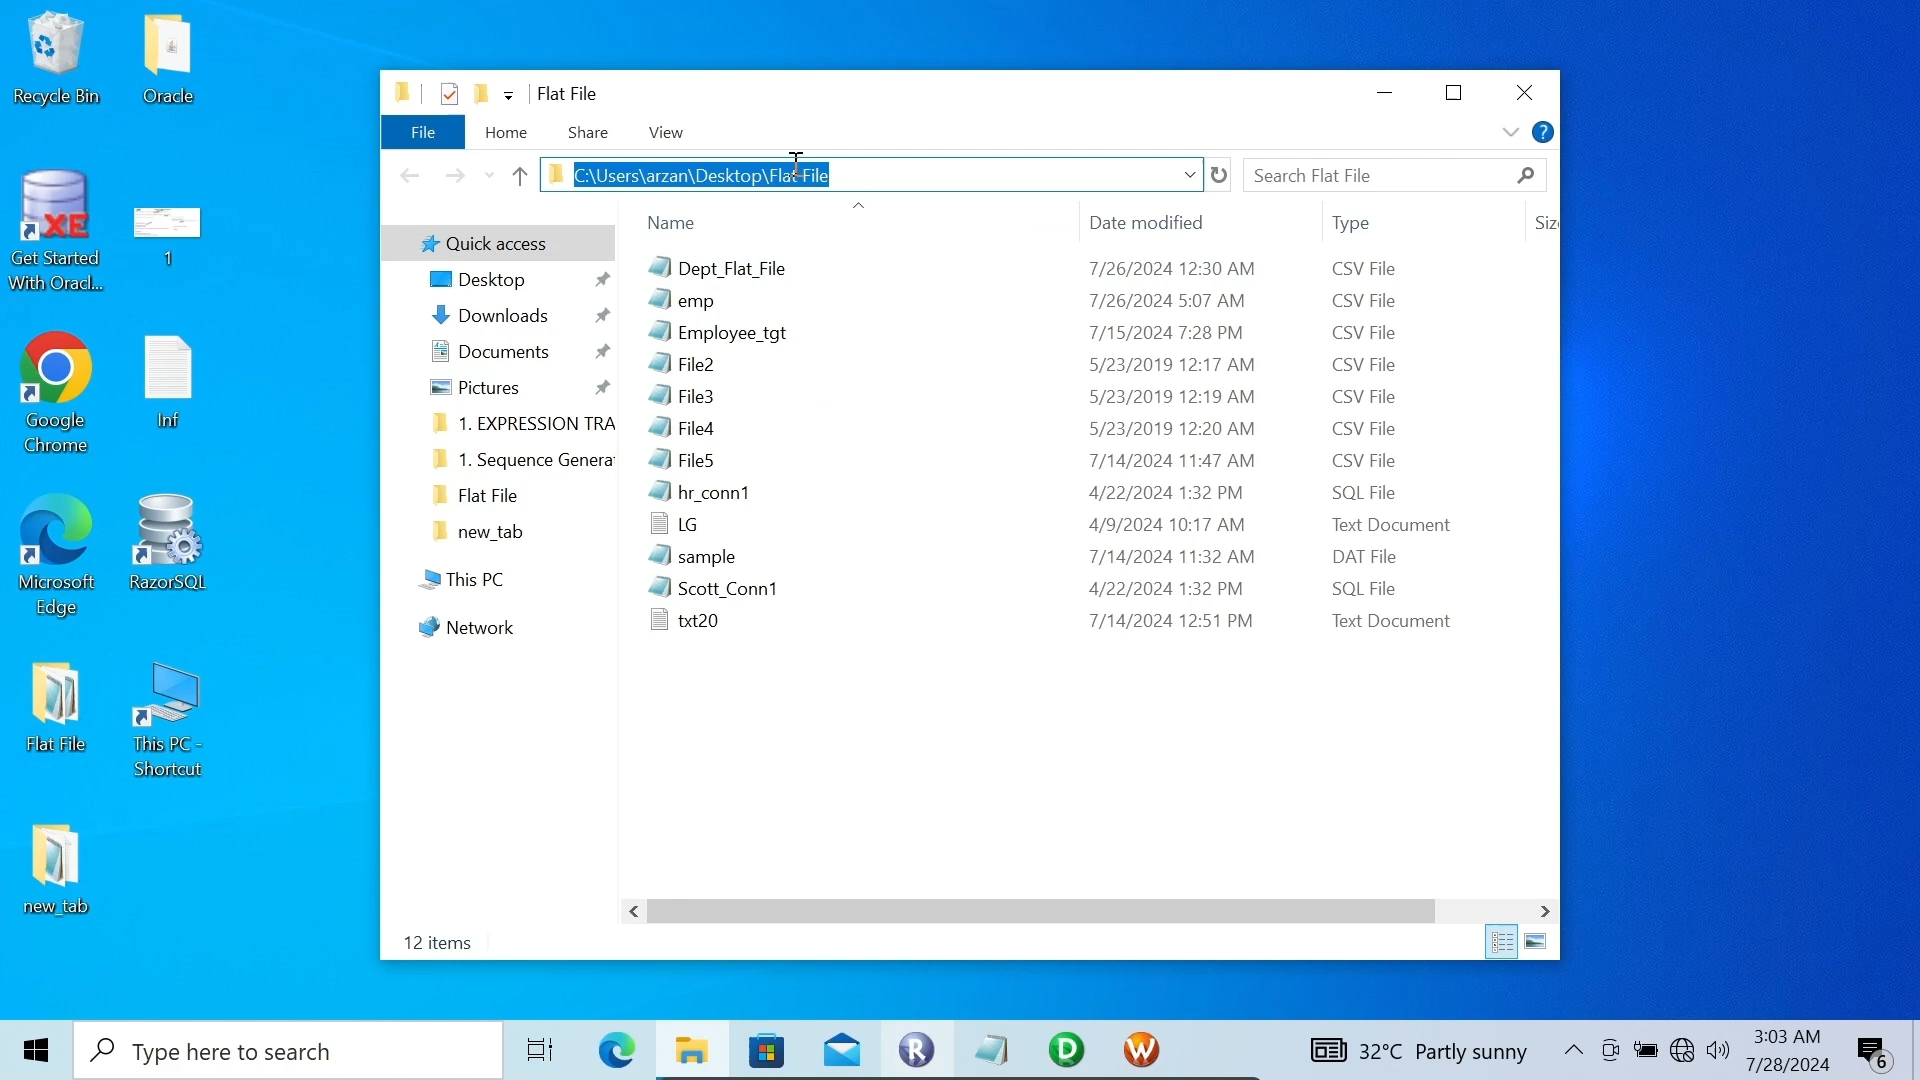 Recycle Bin
Oracle
XE
Get Started
With Oracl...
1
Google
Chrome
Inf
Microsoft
Edge
RazorSQL
Flat File
This PC -
Shortcut
new_tab
Flat File
File
Home
Share
View
?
C:\Users\arzan\Desktop\Flat File
Search Flat File
Name
Date modified
Type
Siz
Quick access
Desktop
Downloads
Documents
Pictures
1. EXPRESSION TRA
1. Sequence Generat
Flat File
new_tab
This PC
Network
Dept_Flat_File 7/26/2024 12:30 AM CSV File
emp 7/26/2024 5:07 AM CSV File
Employee_tgt 7/15/2024 7:28 PM CSV File
File2 5/23/2019 12:17 AM CSV File
File3 5/23/2019 12:19 AM CSV File
File4 5/23/2019 12:20 AM CSV File
File5 7/14/2024 11:47 AM CSV File
hr_conn1 4/22/2024 1:32 PM SQL File
LG 4/9/2024 10:17 AM Text Document
sample 7/14/2024 11:32 AM DAT File
Scott_Conn1 4/22/2024 1:32 PM SQL File
txt20 7/14/2024 12:51 PM Text Document
12 items
Type here to search
R
D
W
32°C Partly sunny
3:03 AM
7/28/2024
6